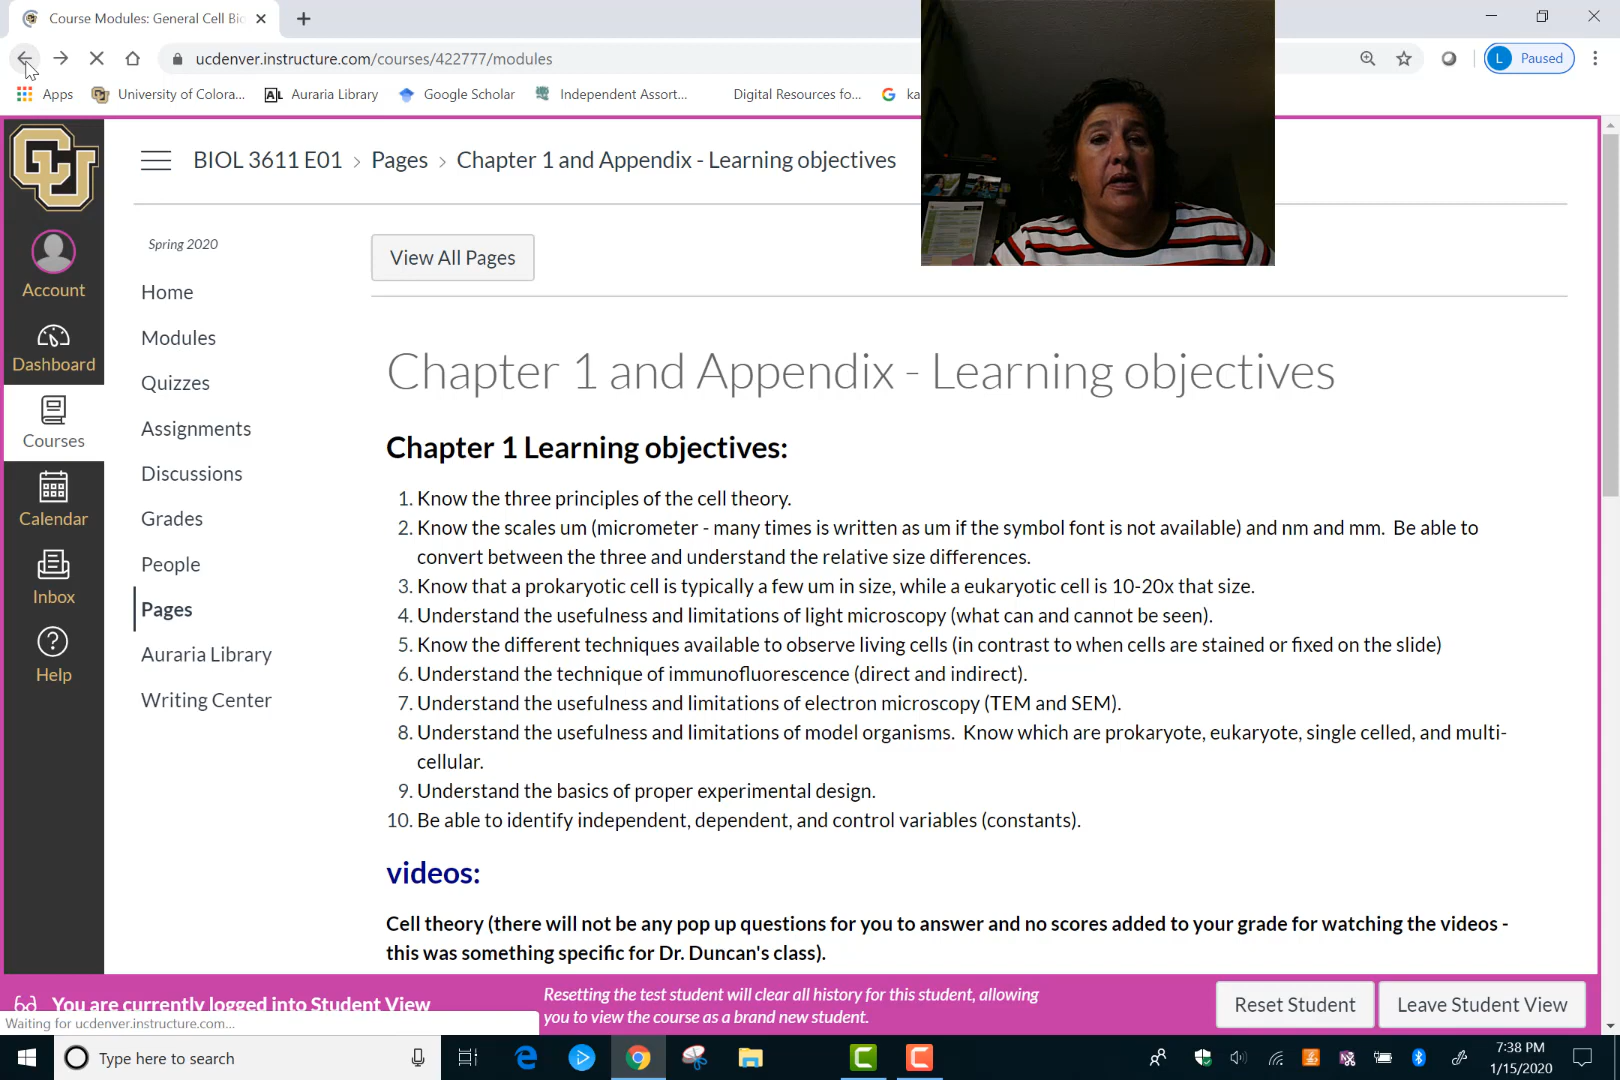 Course Modules: General Cell Bio
ucdenver.instructure.com/courses/422777/modules
L Paused
Apps
University of Colora...
Auraria Library
Google Scholar
Independent Assort...
Digital Resources fo...
ka
BIOL 3611 E01 > Pages > Chapter 1 and Appendix - Learning objectives
CU
Account
Dashboard
Courses
Calendar
Inbox
Help
Spring 2020
Home
Modules
Quizzes
Assignments
Discussions
Grades
People
Pages
Auraria Library
Writing Center
View All Pages
Chapter 1 and Appendix - Learning objectives
Chapter 1 Learning objectives:
1. Know the three principles of the cell theory.
2. Know the scales um (micrometer - many times is written as um if the symbol font is not available) and nm and mm. Be able to
convert between the three and understand the relative size differences.
3. Know that a prokaryotic cell is typically a few um in size, while a eukaryotic cell is 10-20x that size.
4. Understand the usefulness and limitations of light microscopy (what can and cannot be seen).
5. Know the different techniques available to observe living cells (in contrast to when cells are stained or fixed on the slide)
6. Understand the technique of immunofluorescence (direct and indirect).
7. Understand the usefulness and limitations of electron microscopy (TEM and SEM).
8. Understand the usefulness and limitations of model organisms. Know which are prokaryote, eukaryote, single celled, and multi-
cellular.
9. Understand the basics of proper experimental design.
10. Be able to identify independent, dependent, and control variables (constants).
videos:
Cell theory (there will not be any pop up questions for you to answer and no scores added to your grade for watching the videos -
this was something specific for Dr. Duncan's class).
You are currently logged into Student View
Resetting the test student will clear all history for this student, allowing
you to view the course as a brand new student.
Reset Student
Leave Student View
Waiting for ucdenver.instructure.com...
Type here to search
7:38 PM
1/15/2020